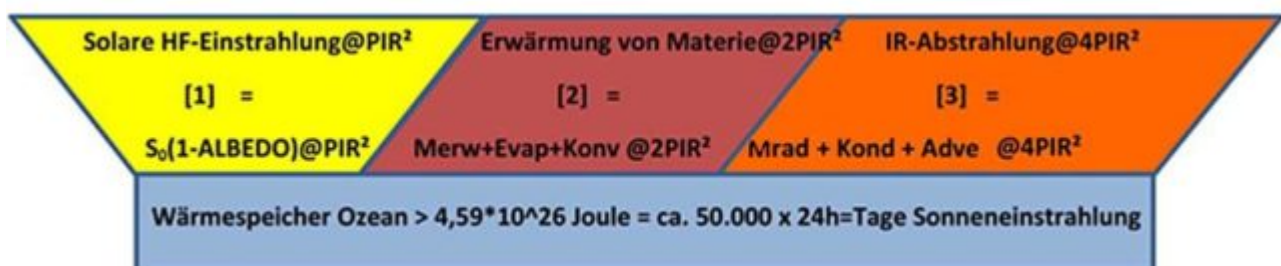 Solare HF-Einstrahlung@PIR² Erwärmung von Materie@2PIR² IR-Abstrahlung@4PIR²
[1] = [2] = [3] =
S₀(1-ALBEDO)@PIR² Merw+Evap+Konv @2PIR² Mrad + Kond + Adve @4PIR²
Wärmespeicher Ozean > 4,59*10^26 Joule = ca. 50.000 x 24h=Tage Sonneneinstrahlung